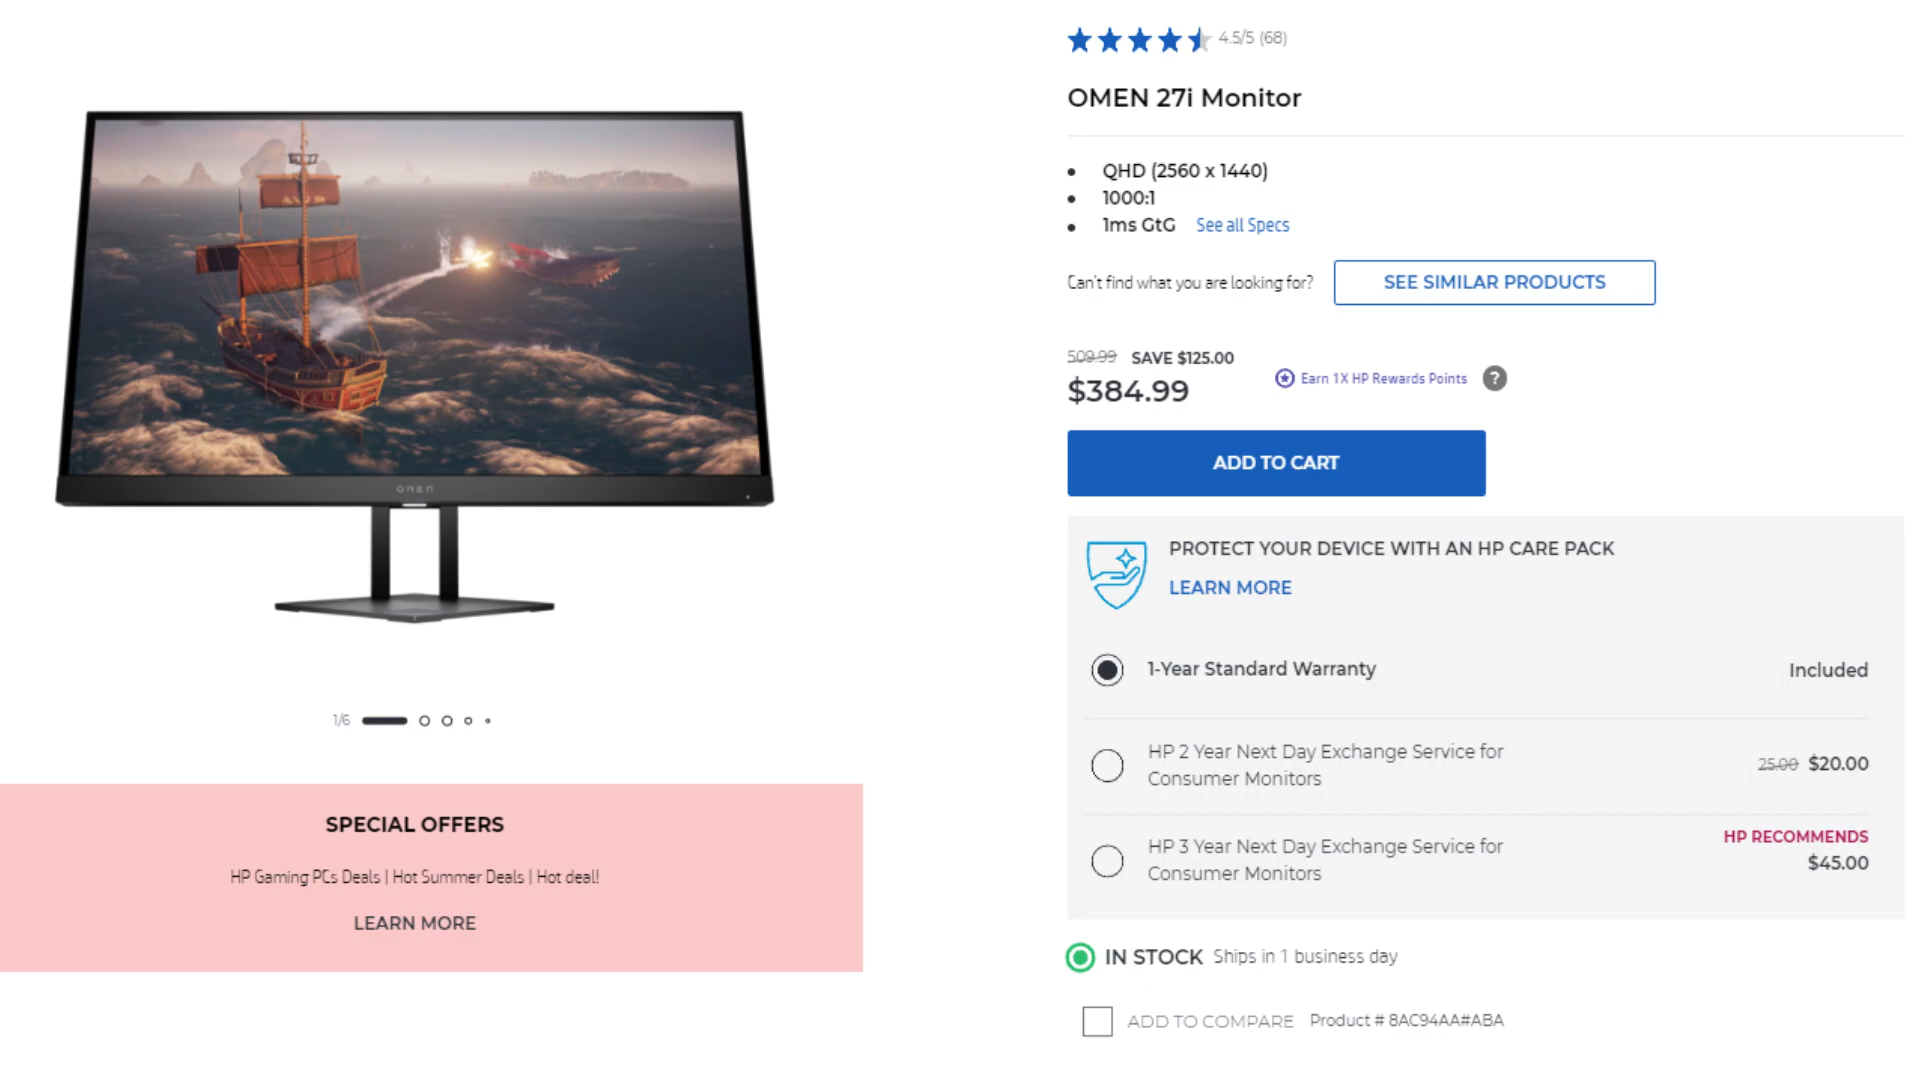 4.5/5 (68)
OMEN 27i Monitor
QHD (2560 x 1440)
1000:1
1ms GtG See all Specs
Can't find what you are looking for? SEE SIMILAR PRODUCTS
509.99 SAVE $125.00
$384.99
Earn 1X HP Rewards Points ?
ADD TO CART
PROTECT YOUR DEVICE WITH AN HP CARE PACK
LEARN MORE
1-Year Standard Warranty Included
HP 2 Year Next Day Exchange Service for
Consumer Monitors
25.00 $20.00
HP 3 Year Next Day Exchange Service for
Consumer Monitors
HP RECOMMENDS
$45.00
IN STOCK Ships in 1 business day
ADD TO COMPARE Product # 8AC94AA#ABA
OMEN
1/6
SPECIAL OFFERS
HP Gaming PCs Deals | Hot Summer Deals | Hot deal!
LEARN MORE